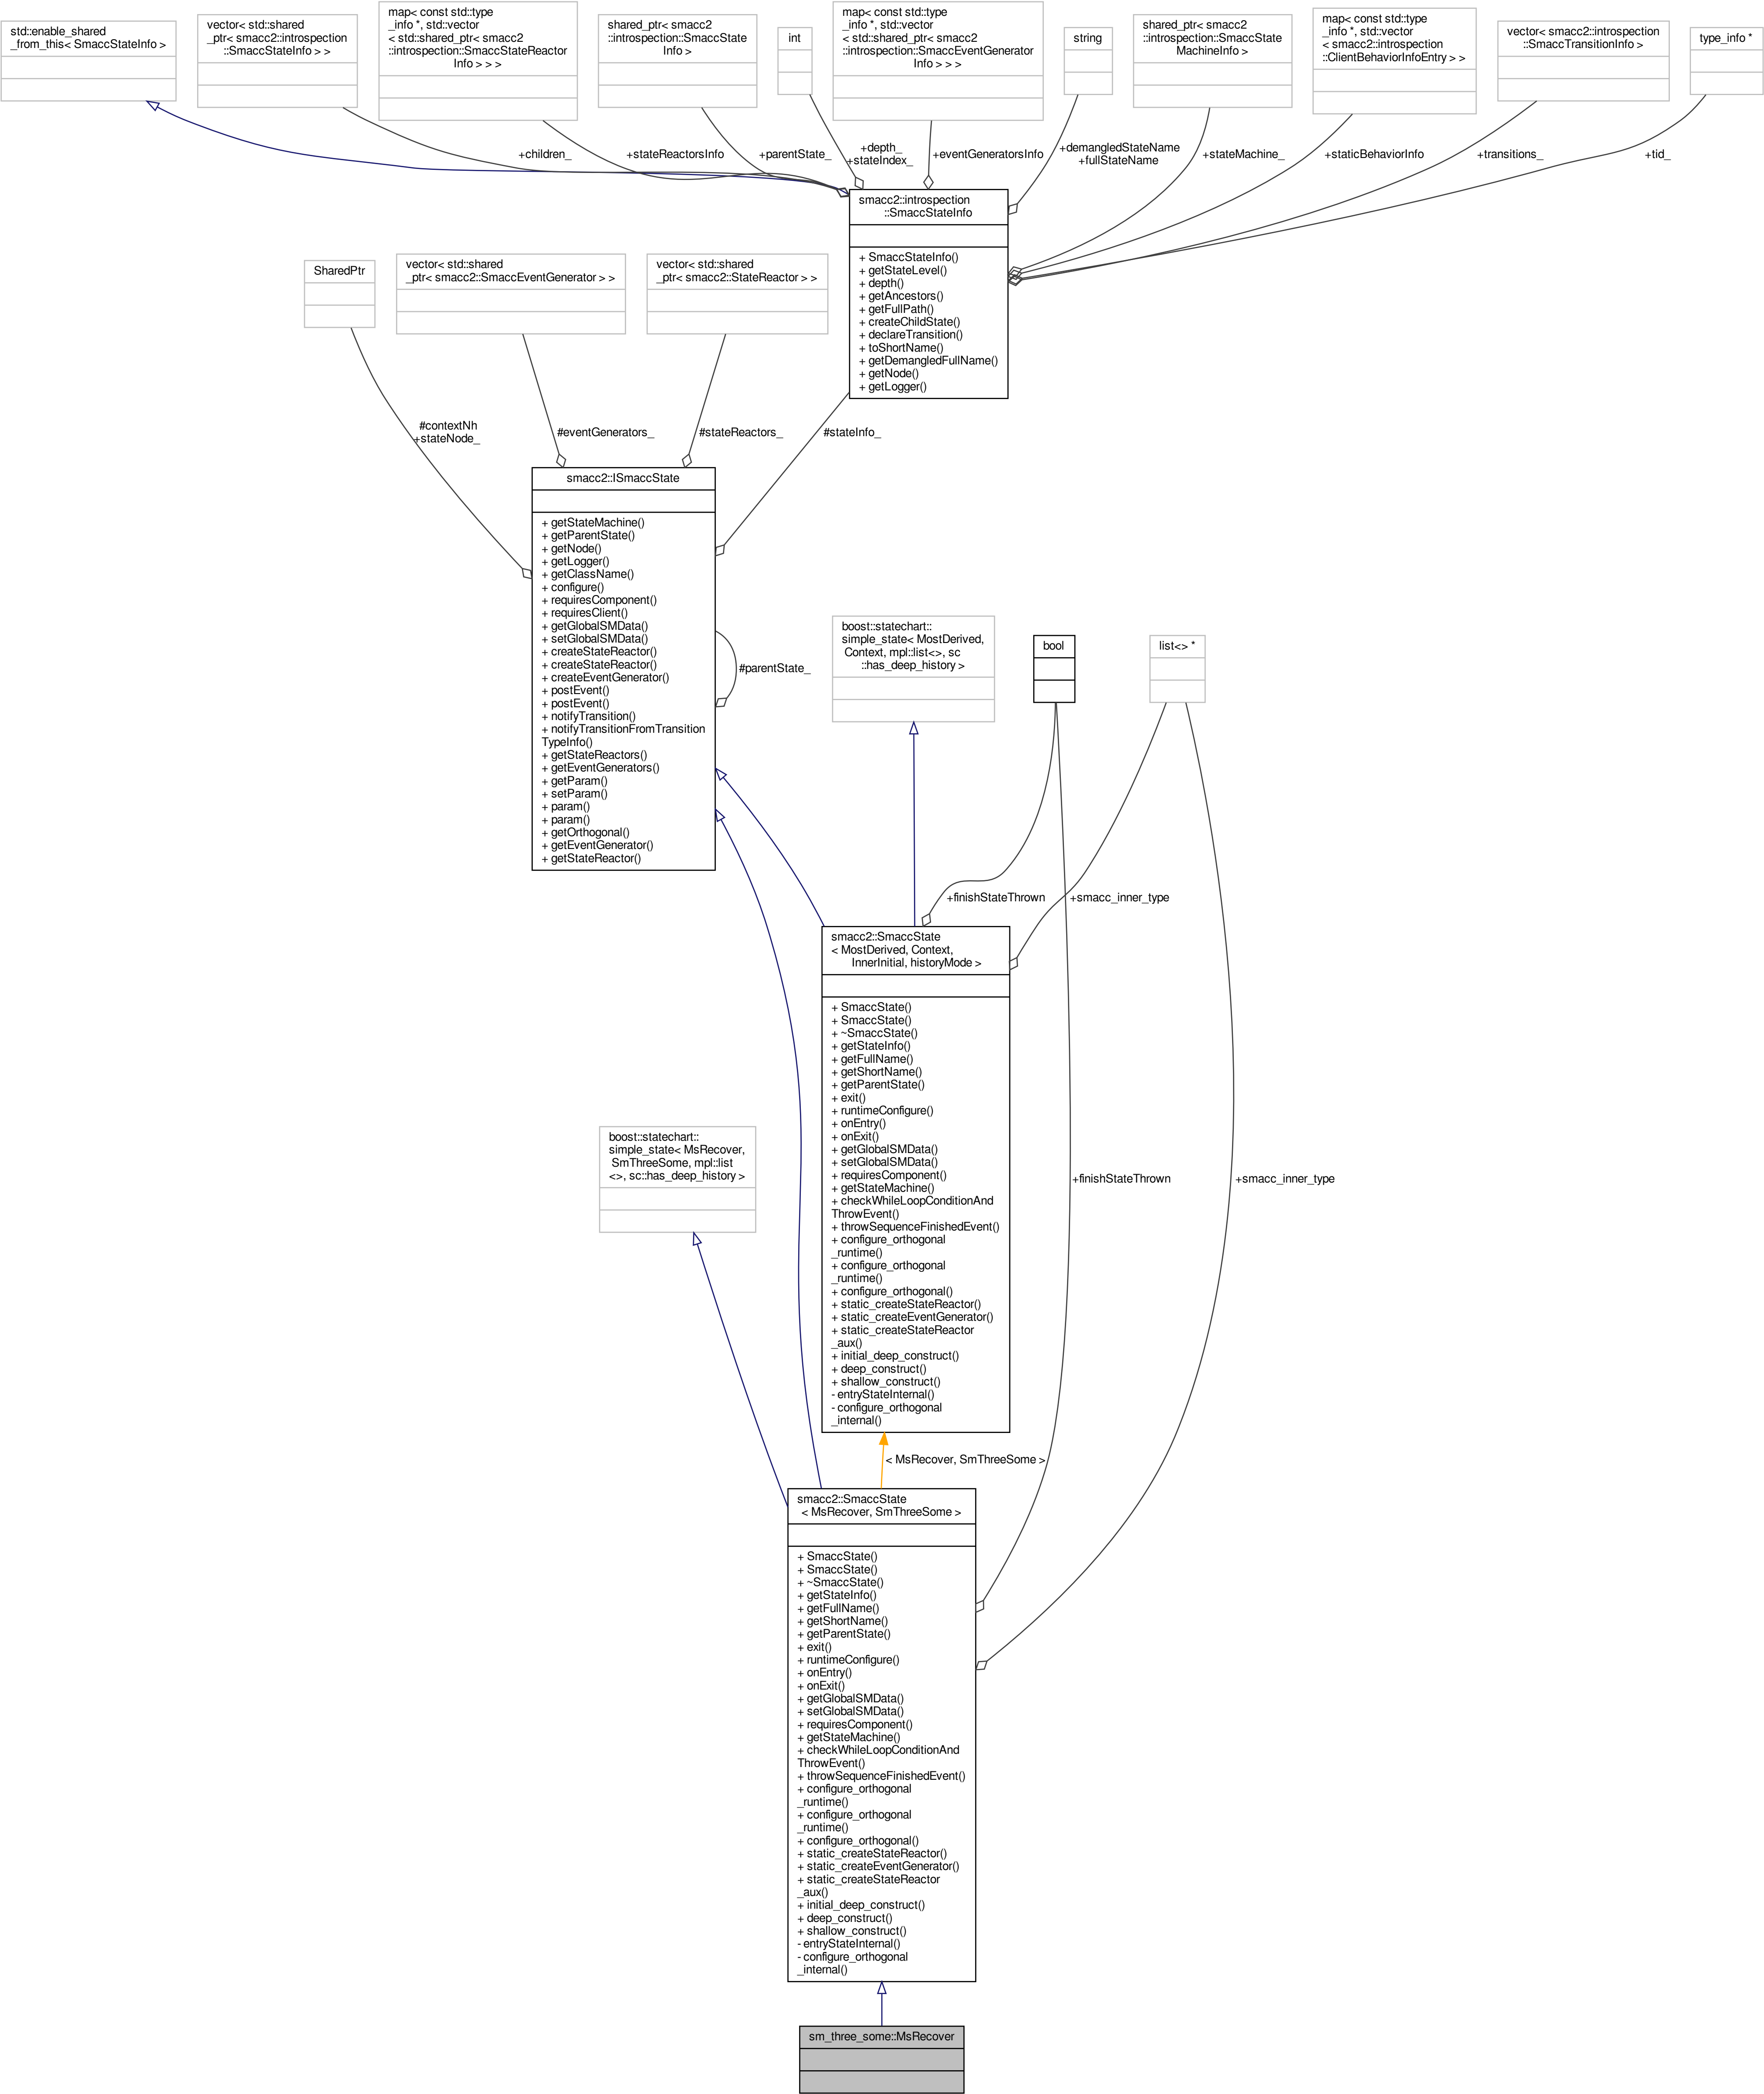 std::enable_shared
_from_this< SmaccStateInfo >
vector< std::shared
_ptr< smacc2::introspection
::SmaccStateInfo > >
map< const std::type
_info *, std::vector
< std::shared_ptr< smacc2
::introspection::SmaccStateReactor
Info > > >
shared_ptr< smacc2
::introspection::SmaccState
Info >
int
map< const std::type
_info *, std::vector
< std::shared_ptr< smacc2
::introspection::SmaccEventGenerator
Info > > >
string
shared_ptr< smacc2
::introspection::SmaccState
MachineInfo >
map< const std::type
_info *, std::vector
< smacc2::introspection
::ClientBehaviorInfoEntry > >
vector< smacc2::introspection
::SmaccTransitionInfo >
type_info *
+children_
+stateReactorsInfo
+parentState_
+depth_
+stateIndex_
+eventGeneratorsInfo
+demangledStateName
+fullStateName
+stateMachine_
+staticBehaviorInfo
+transitions_
+tid_
smacc2::introspection
::SmaccStateInfo
+ SmaccStateInfo()
+ getStateLevel()
+ depth()
+ getAncestors()
+ getFullPath()
+ createChildState()
+ declareTransition()
+ toShortName()
+ getDemangledFullName()
+ getNode()
+ getLogger()
SharedPtr
vector< std::shared
_ptr< smacc2::SmaccEventGenerator > >
vector< std::shared
_ptr< smacc2::StateReactor > >
#contextNh
+stateNode_
#eventGenerators_
#stateReactors_
#stateInfo_
smacc2::ISmaccState
+ getStateMachine()
+ getParentState()
+ getNode()
+ getLogger()
+ getClassName()
+ configure()
+ requiresComponent()
+ requiresClient()
+ getGlobalSMData()
+ setGlobalSMData()
+ createStateReactor()
+ createStateReactor()
+ createEventGenerator()
+ postEvent()
+ postEvent()
+ notifyTransition()
+ notifyTransitionFromTransition
TypeInfo()
+ getStateReactors()
+ getEventGenerators()
+ getParam()
+ setParam()
+ param()
+ param()
+ getOrthogonal()
+ getEventGenerator()
+ getStateReactor()
#parentState_
boost::statechart::
simple_state< MostDerived,
Context, mpl::list<>, sc
::has_deep_history >
bool
list<> *
+finishStateThrown
+smacc_inner_type
smacc2::SmaccState
< MostDerived, Context,
InnerInitial, historyMode >
+ SmaccState()
+ SmaccState()
+ ~SmaccState()
+ getStateInfo()
+ getFullName()
+ getShortName()
+ getParentState()
+ exit()
+ runtimeConfigure()
+ onEntry()
+ onExit()
+ getGlobalSMData()
+ setGlobalSMData()
+ requiresComponent()
+ getStateMachine()
+ checkWhileLoopConditionAnd
ThrowEvent()
+ throwSequenceFinishedEvent()
+ configure_orthogonal
_runtime()
+ configure_orthogonal
_runtime()
+ configure_orthogonal()
+ static_createStateReactor()
+ static_createEventGenerator()
+ static_createStateReactor
_aux()
+ initial_deep_construct()
+ deep_construct()
+ shallow_construct()
- entryStateInternal()
- configure_orthogonal
_internal()
boost::statechart::
simple_state< MsRecover,
SmThreeSome, mpl::list
<>, sc::has_deep_history >
+finishStateThrown
+smacc_inner_type
< MsRecover, SmThreeSome >
smacc2::SmaccState
< MsRecover, SmThreeSome >
+ SmaccState()
+ SmaccState()
+ ~SmaccState()
+ getStateInfo()
+ getFullName()
+ getShortName()
+ getParentState()
+ exit()
+ runtimeConfigure()
+ onEntry()
+ onExit()
+ getGlobalSMData()
+ setGlobalSMData()
+ requiresComponent()
+ getStateMachine()
+ checkWhileLoopConditionAnd
ThrowEvent()
+ throwSequenceFinishedEvent()
+ configure_orthogonal
_runtime()
+ configure_orthogonal
_runtime()
+ configure_orthogonal()
+ static_createStateReactor()
+ static_createEventGenerator()
+ static_createStateReactor
_aux()
+ initial_deep_construct()
+ deep_construct()
+ shallow_construct()
- entryStateInternal()
- configure_orthogonal
_internal()
sm_three_some::MsRecover